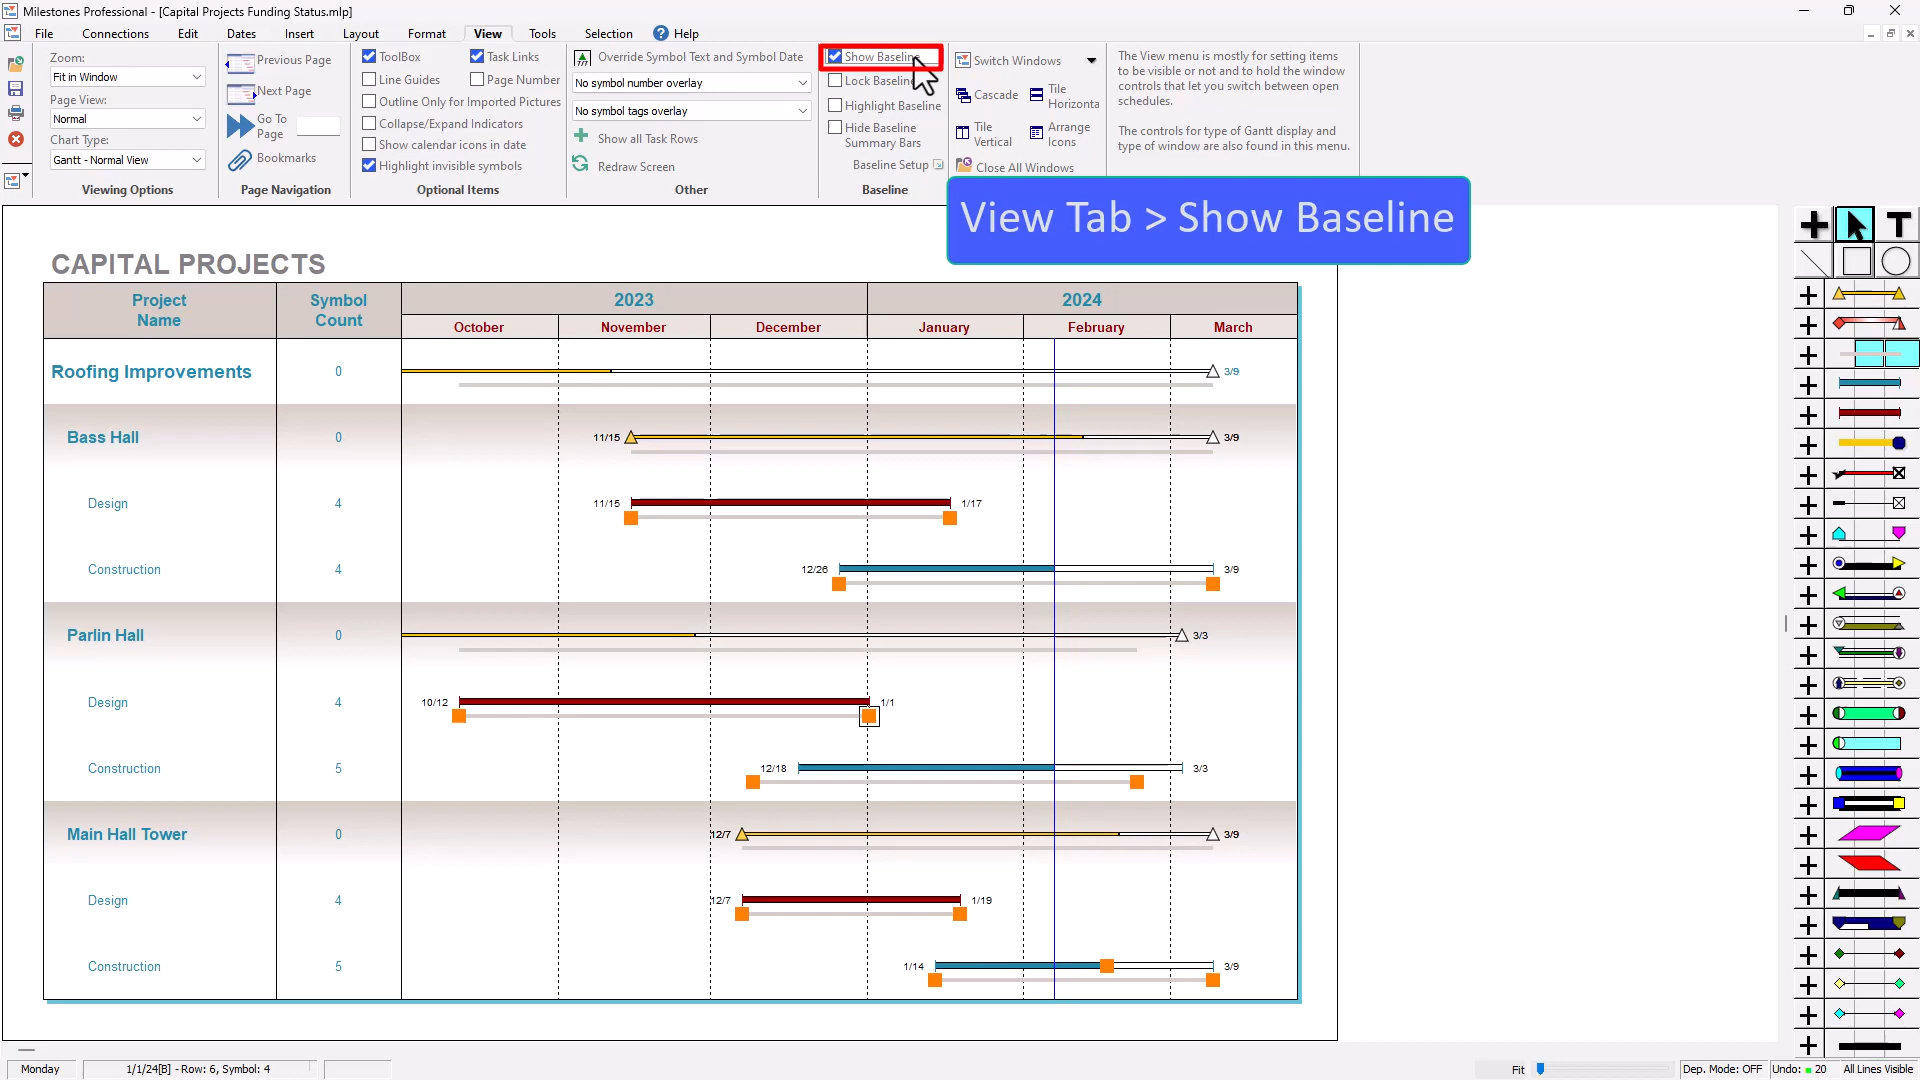 Milestones Professional - [Capital Projects Funding Status.mlp]
File Connections Edit Dates Insert Layout Format View Tools Selection Help
Zoom:
Fit in Window
Page View:
Normal
Chart Type:
Gantt - Normal View
Viewing Options
Previous Page
Next Page
Go To
Page
Bookmarks
Page Navigation
ToolBox Task Links
Line Guides Page Number
Outline Only for Imported Pictures
Collapse/Expand Indicators
Show calendar icons in date
Highlight invisible symbols
Optional Items
Override Symbol Text and Symbol Date
No symbol number overlay
No symbol tags overlay
Show all Task Rows
Redraw Screen
Other
Show Baseline
Lock Baseline
Highlight Baseline
Hide Baseline
Summary Bars
Baseline Setup
Baseline
Switch Windows
Cascade
Tile
Horizonta
Tile
Vertical
Arrange
Icons
Close All Windows
The View menu is mostly for setting items
to be visible or not and to hold the window
controls that let you switch between open
schedules.
The controls for type of Gantt display and
type of window are also found in this menu.
View Tab > Show Baseline
CAPITAL PROJECTS
Project
Name
Symbol
Count
2023 2024
October November December January February March
Roofing Improvements 0 3/9
Bass Hall 0 11/15 3/9
Design 4 11/15 1/17
Construction 4 12/26 3/9
Parlin Hall 0 3/3
Design 4 10/12 1/1
Construction 5 12/18 3/3
Main Hall Tower 0 12/7 3/9
Design 4 12/7 1/19
Construction 5 1/14 3/9
T
Monday 1/1/24[B] - Row: 6, Symbol: 4 Fit Dep. Mode: OFF Undo: 20 All Lines Visible